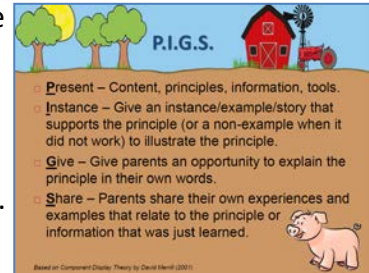 e
P.I.G.S.
Present – Content, principles, information, tools.
Instance – Give an instance/example/story that
supports the principle (or a non-example when it
did not work) to illustrate the principle.
Give – Give parents an opportunity to explain the
principle in their own words.
Share – Parents share their own experiences and
examples that relate to the principle or
information that was just learned.
.
Based on Component Display Theory by David Merrill (2001)